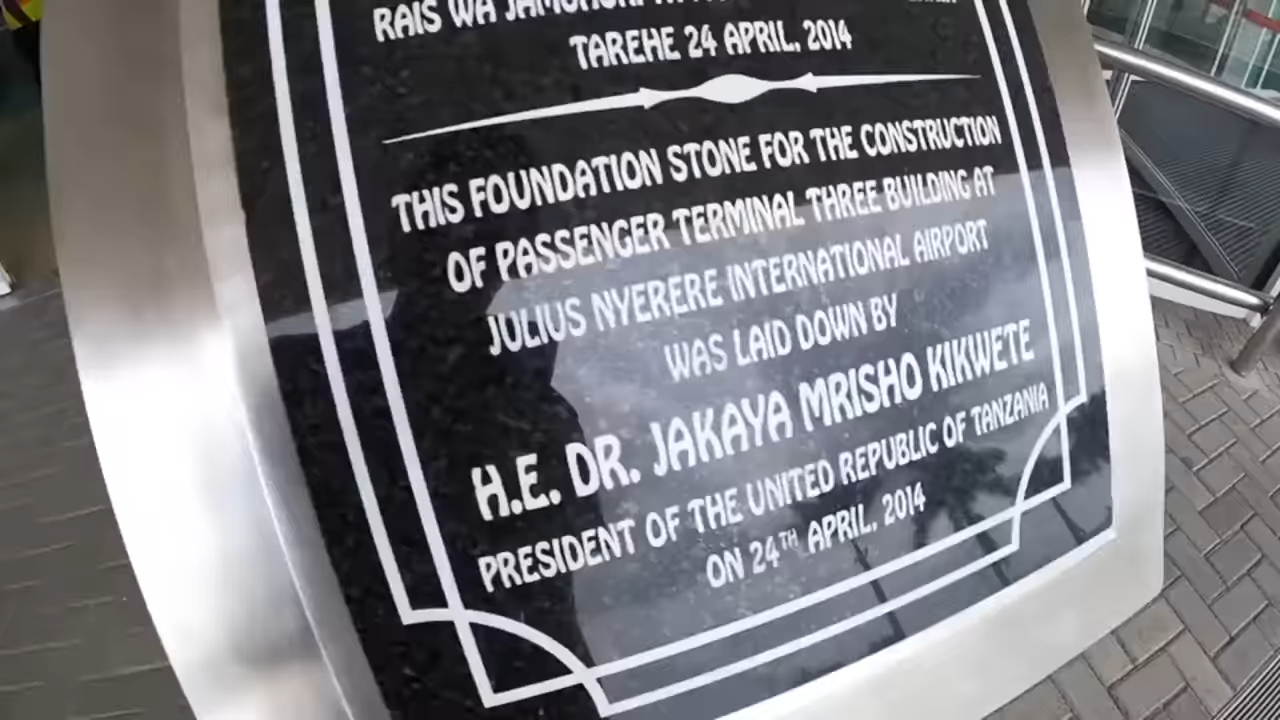 RAIS WA
TAREHE 24 APRIL, 2014
THIS FOUNDATION STONE FOR THE CONSTRUCTION
OF PASSENGER TERMINAL THREE BUILDING AT
JULIUS NYERERE INTERNATIONAL AIRPORT
WAS LAID DOWN BY
H.E. DR. JAKAYA MRISHO KIKWETE
PRESIDENT OF THE UNITED REPUBLIC OF TANZANIA
ON 24TH APRIL, 2014